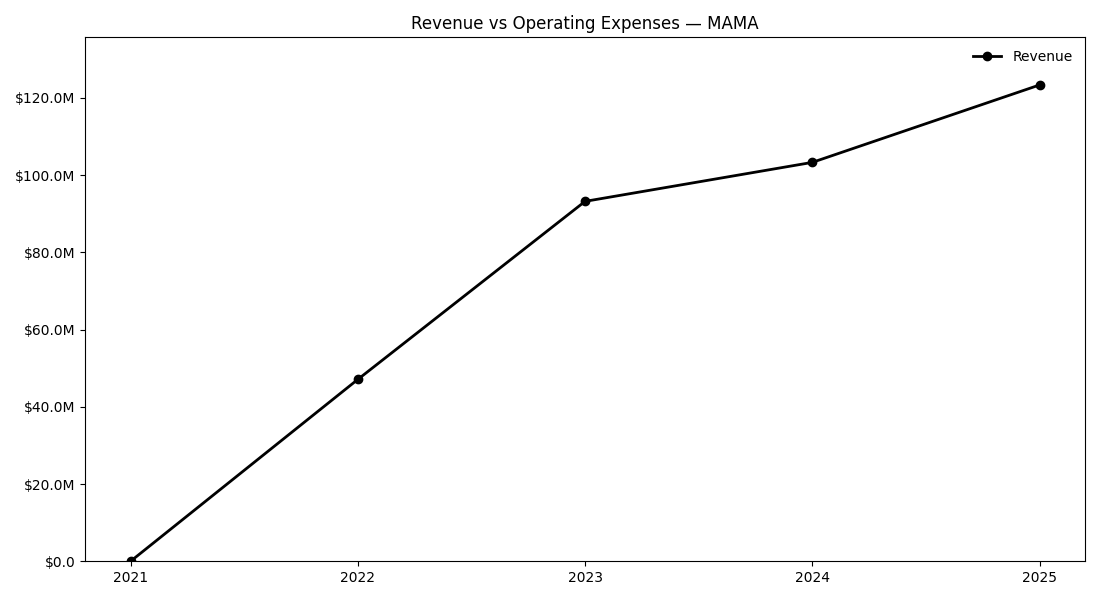 Revenue vs Operating Expenses — MAMA
Revenue
$120.0M
$100.0M
$80.0M
$60.0M
$40.0M
$20.0M
$0.0
2021 2022 2023 2024 2025